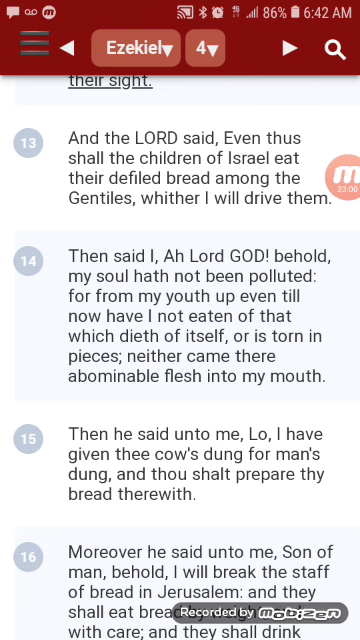 86% 6:42 AM
Ezekiel 4
their sight.
13
And the LORD said, Even thus
shall the children of Israel eat
their defiled bread among the
Gentiles, whither I will drive them.
23:00
14
Then said I, Ah Lord GOD! behold,
my soul hath not been polluted:
for from my youth up even till
now have I not eaten of that
which dieth of itself, or is torn in
pieces; neither came there
abominable flesh into my mouth.
15
Then he said unto me, Lo, I have
given thee cow's dung for man's
dung, and thou shalt prepare thy
bread therewith.
16
Moreover he said unto me, Son of
man, behold, I will break the staff
of bread in Jerusalem: and they
shall eat bread by
Recorded by mobizen
with care; and they shall drink